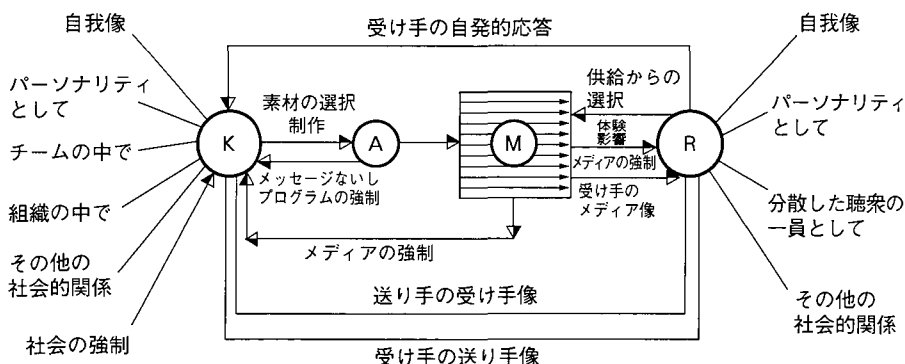 受け手の自発的応答
自我像
パーソナリティ
として
チームの中で
組織の中で
その他の
社会的関係
社会の強制
K
素材の選択
制作
A
メッセージないし
プログラムの強制
メディアの強制
M
供給からの
選択
体験
影響
メディアの強制
受け手の
メディア像
R
自我像
パーソナリティ
として
分散した聴衆の
一員として
その他の
社会的関係
送り手の受け手像
受け手の送り手像